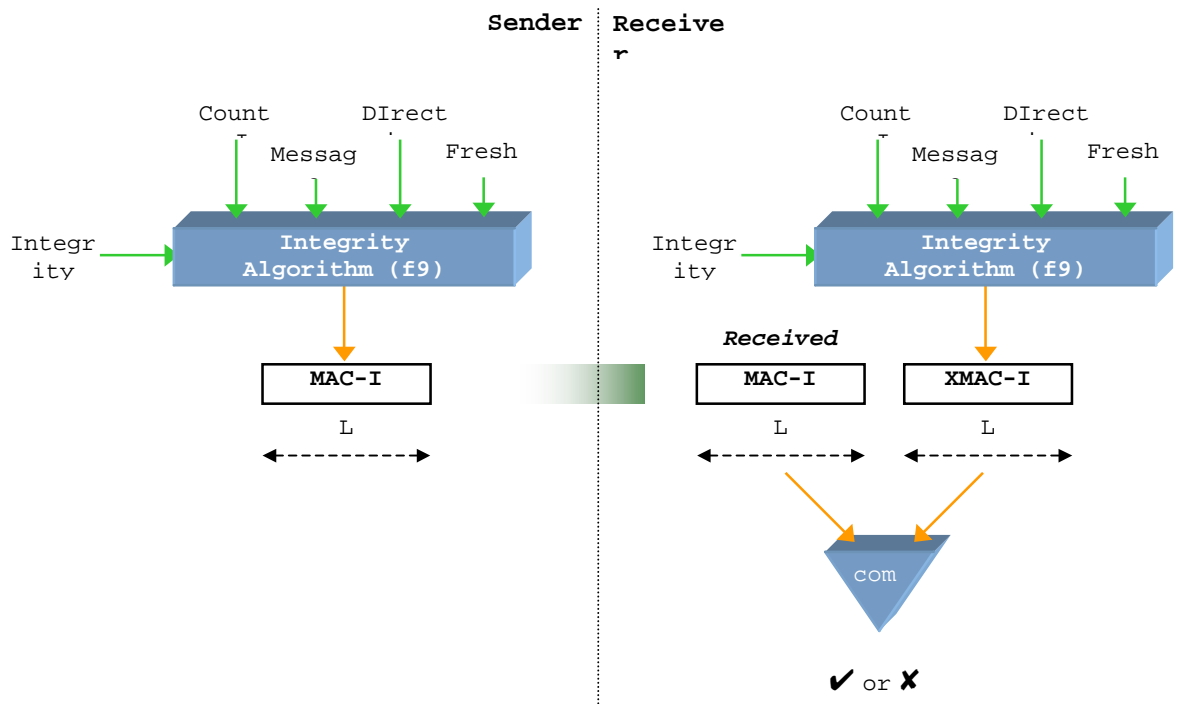 Sender
Receive
r
Count
DIrect
Messag
Fresh
Integr
ity
Integrity
Algorithm (f9)
MAC-I
L
Count
DIrect
Messag
Fresh
Integr
ity
Integrity
Algorithm (f9)
Received
MAC-I
XMAC-I
L
L
com
✔ or ✘